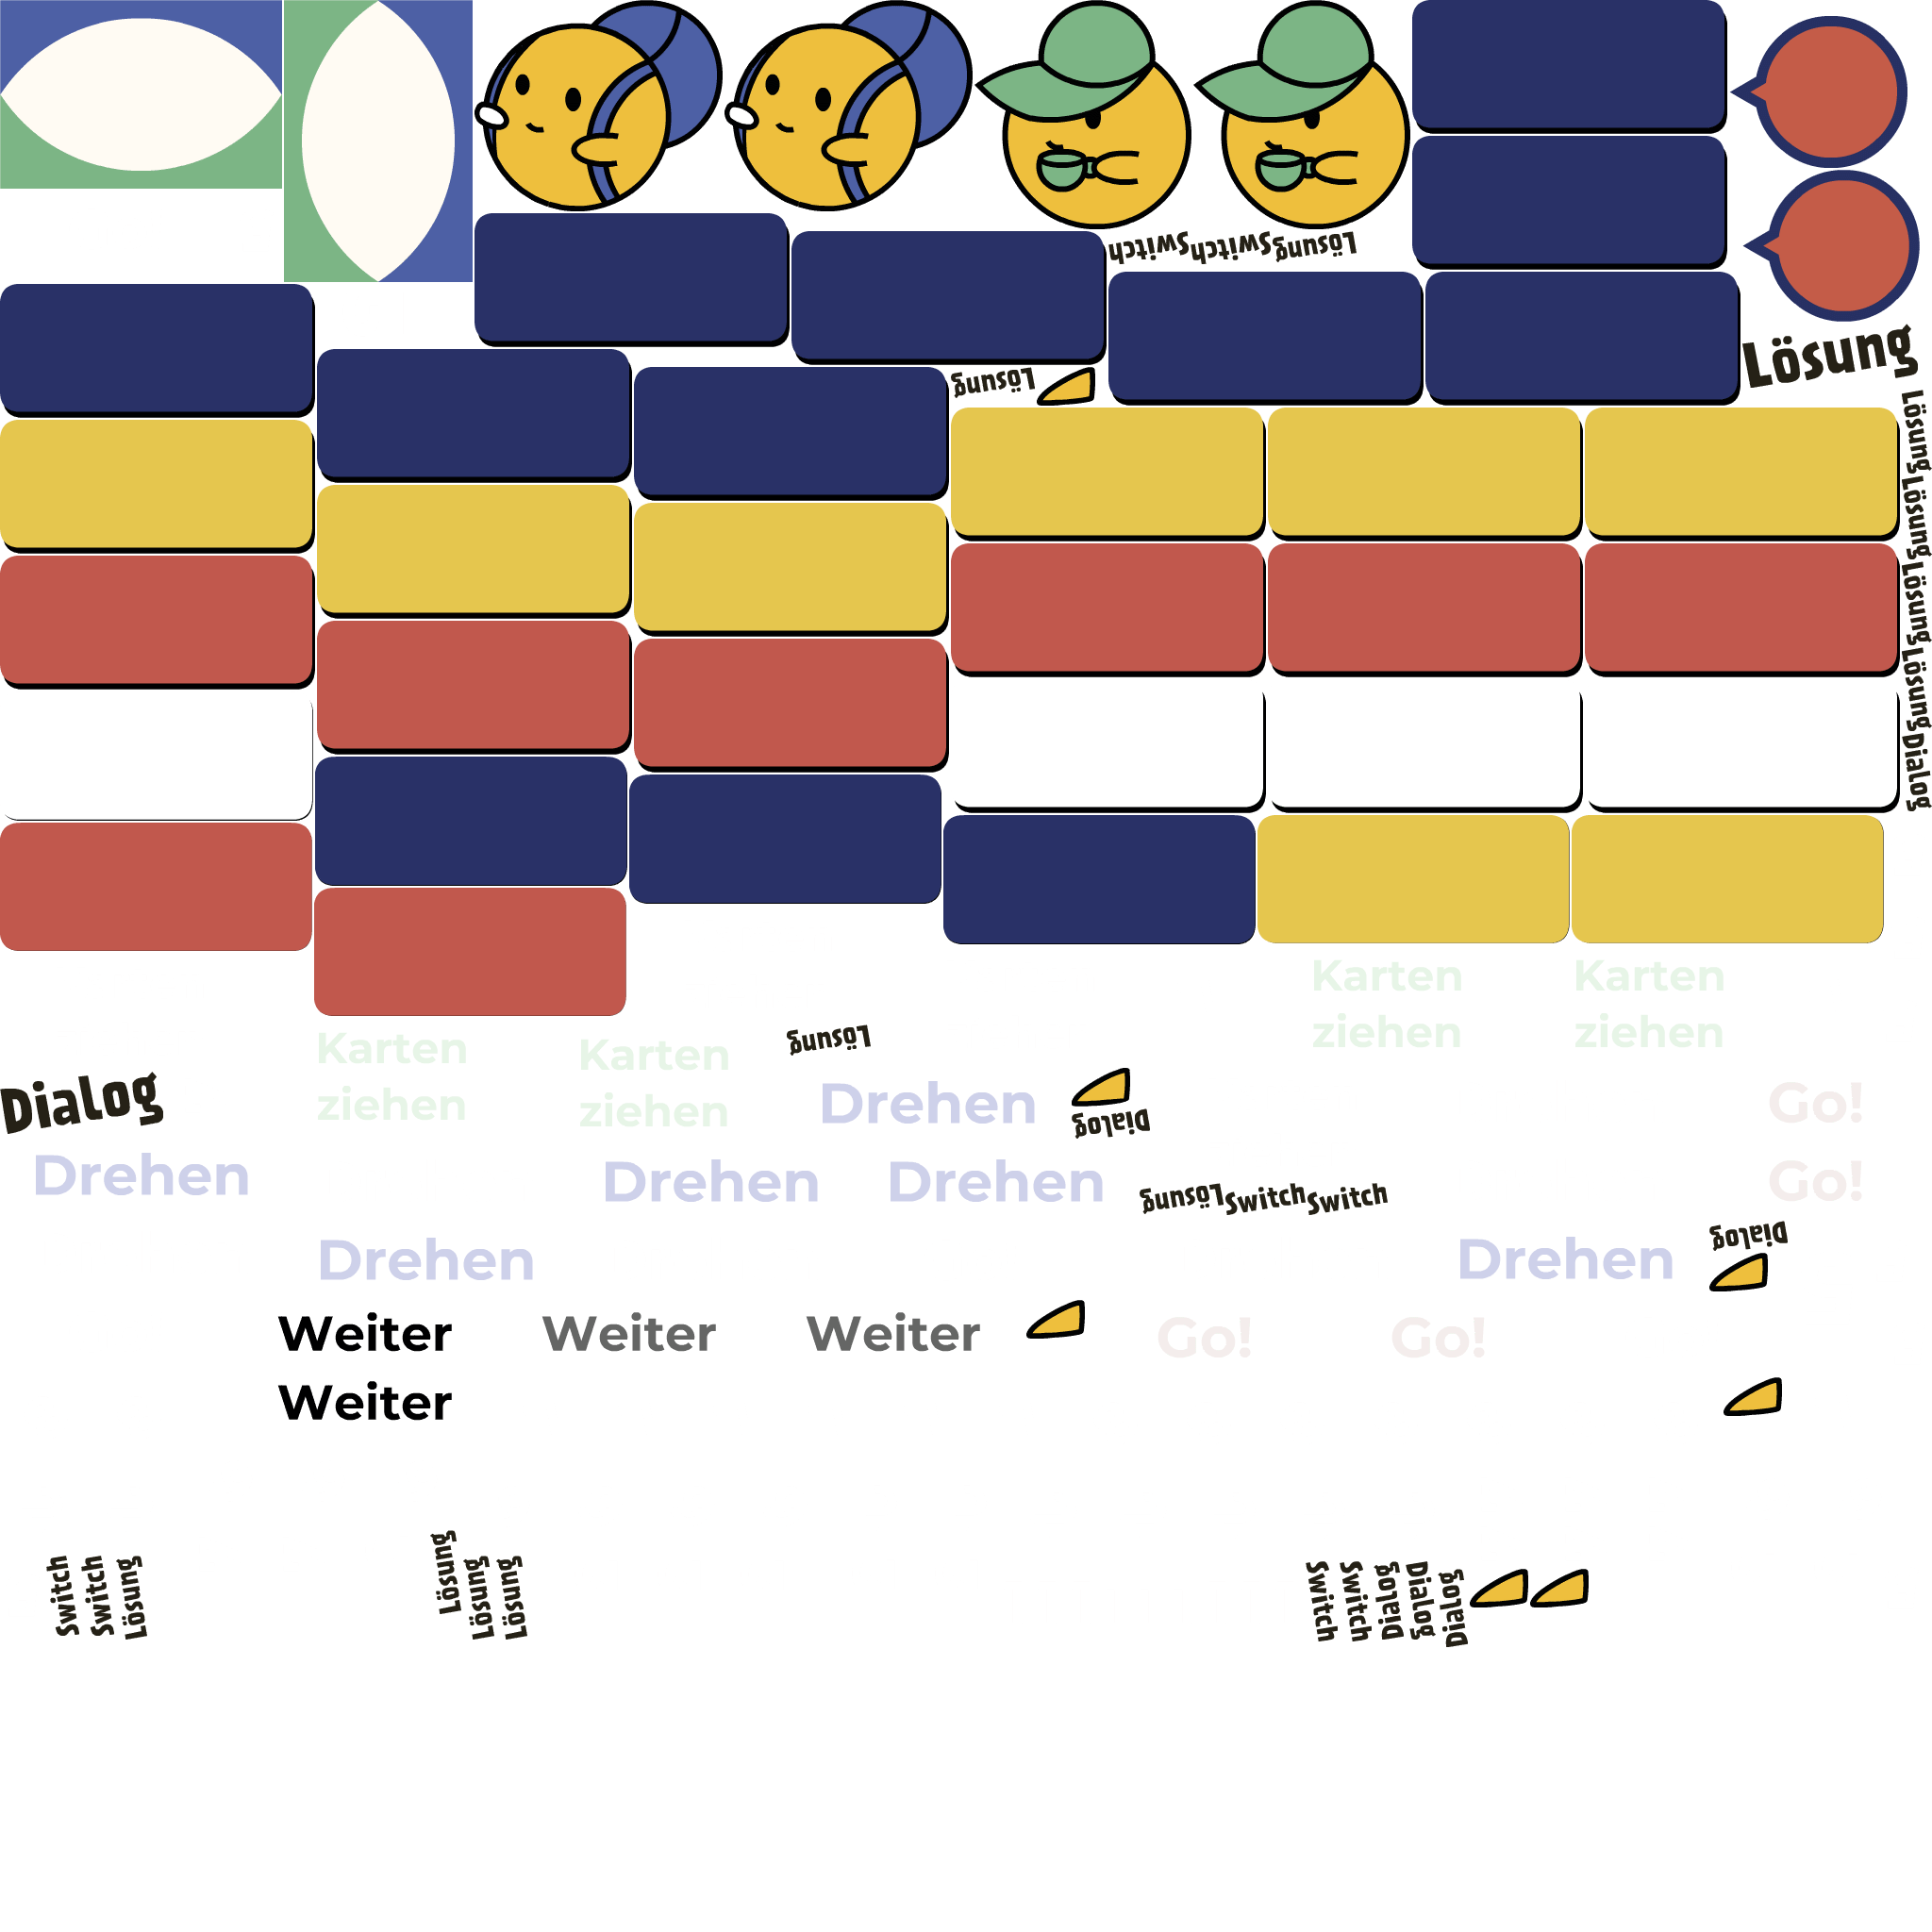 Switch Switch Lösung
Lösung
Lösung
Lösung
Lösung
Lösung
Lösung
Dialog
Karten
ziehen
Karten
ziehen
Karten
ziehen
Karten
ziehen
Lösung
Dialog
Drehen
Dialog
Go!
Drehen
Drehen
Drehen
Go!
Lösung Switch Switch
Drehen
Drehen
Dialog
Weiter
Weiter
Weiter
Go!
Go!
Weiter
Switch
Switch
Lösung
Lösung
Lösung
Lösung
Switch
Switch
Dialog
Dialog
Dialog